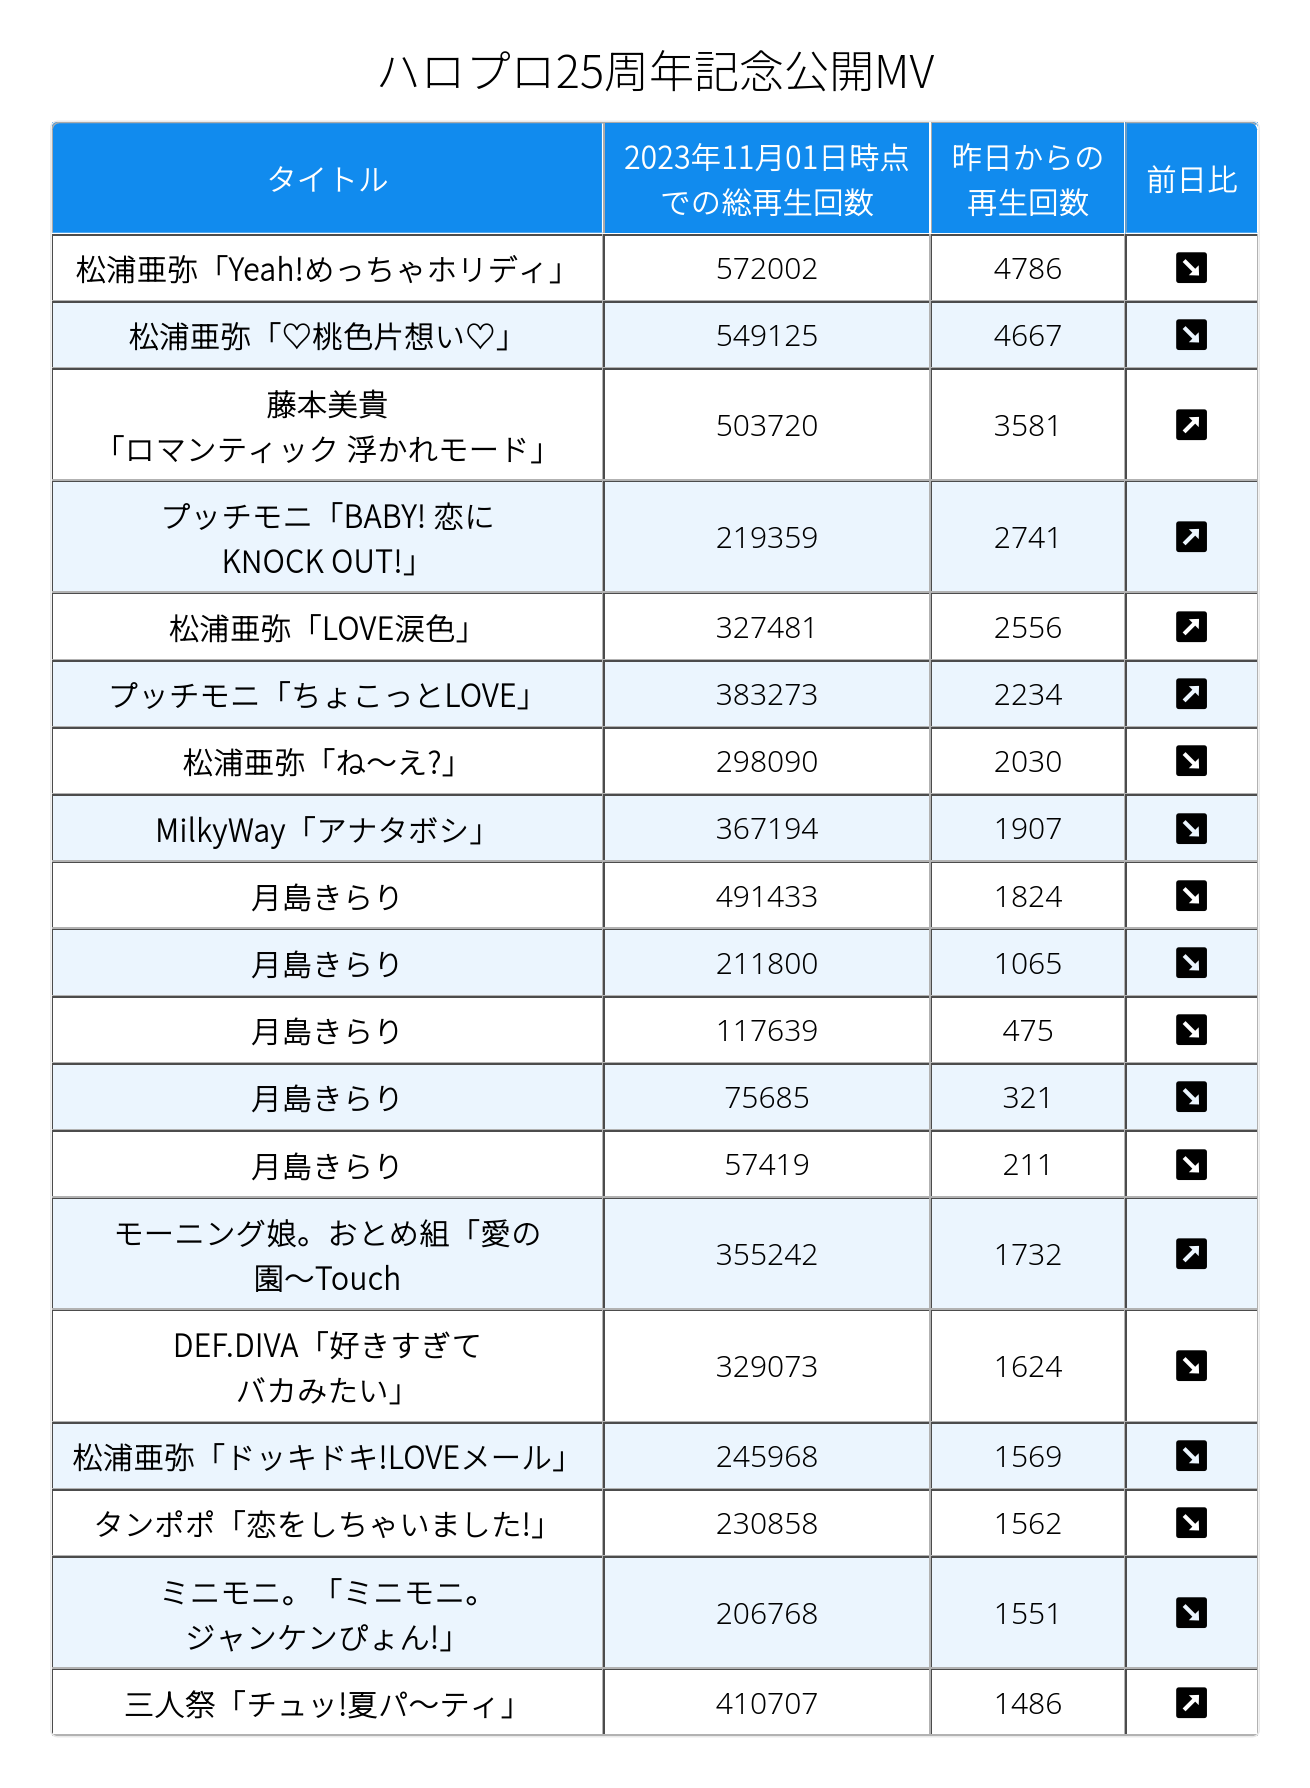 ハロプロ25周年記念公開MV
タイトル
2023年11月01日時点
での総再生回数
昨日からの
再生回数
前日比
松浦亜弥「Yeah!めっちゃホリディ」 572002 4786
松浦亜弥「♡桃色片想い♡」 549125 4667
藤本美貴
「ロマンティック 浮かれモード」 503720 3581
プッチモニ「BABY! 恋に
KNOCK OUT!」 219359 2741
松浦亜弥「LOVE涙色」 327481 2556
プッチモニ「ちょこっとLOVE」 383273 2234
松浦亜弥「ね〜え?」 298090 2030
MilkyWay「アナタボシ」 367194 1907
月島きらり 491433 1824
月島きらり 211800 1065
月島きらり 117639 475
月島きらり 75685 321
月島きらり 57419 211
モーニング娘。おとめ組「愛の
園〜Touch 355242 1732
DEF.DIVA「好きすぎて
バカみたい」 329073 1624
松浦亜弥「ドッキドキ!LOVEメール」 245968 1569
タンポポ「恋をしちゃいました!」 230858 1562
ミニモニ。「ミニモニ。
ジャンケンぴょん!」 206768 1551
三人祭「チュッ!夏パ〜ティ」 410707 1486